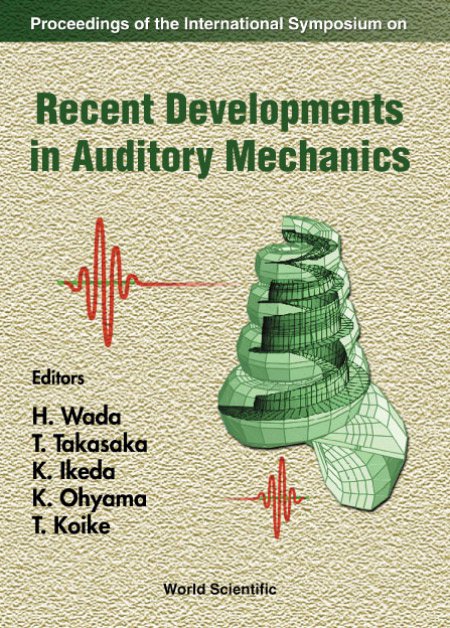 Proceedings of the International Symposium on
Recent Developments
in Auditory Mechanics
Editors
H. Wada
T. Takasaka
K. Ikeda
K. Ohyama
T. Koike
World Scientific